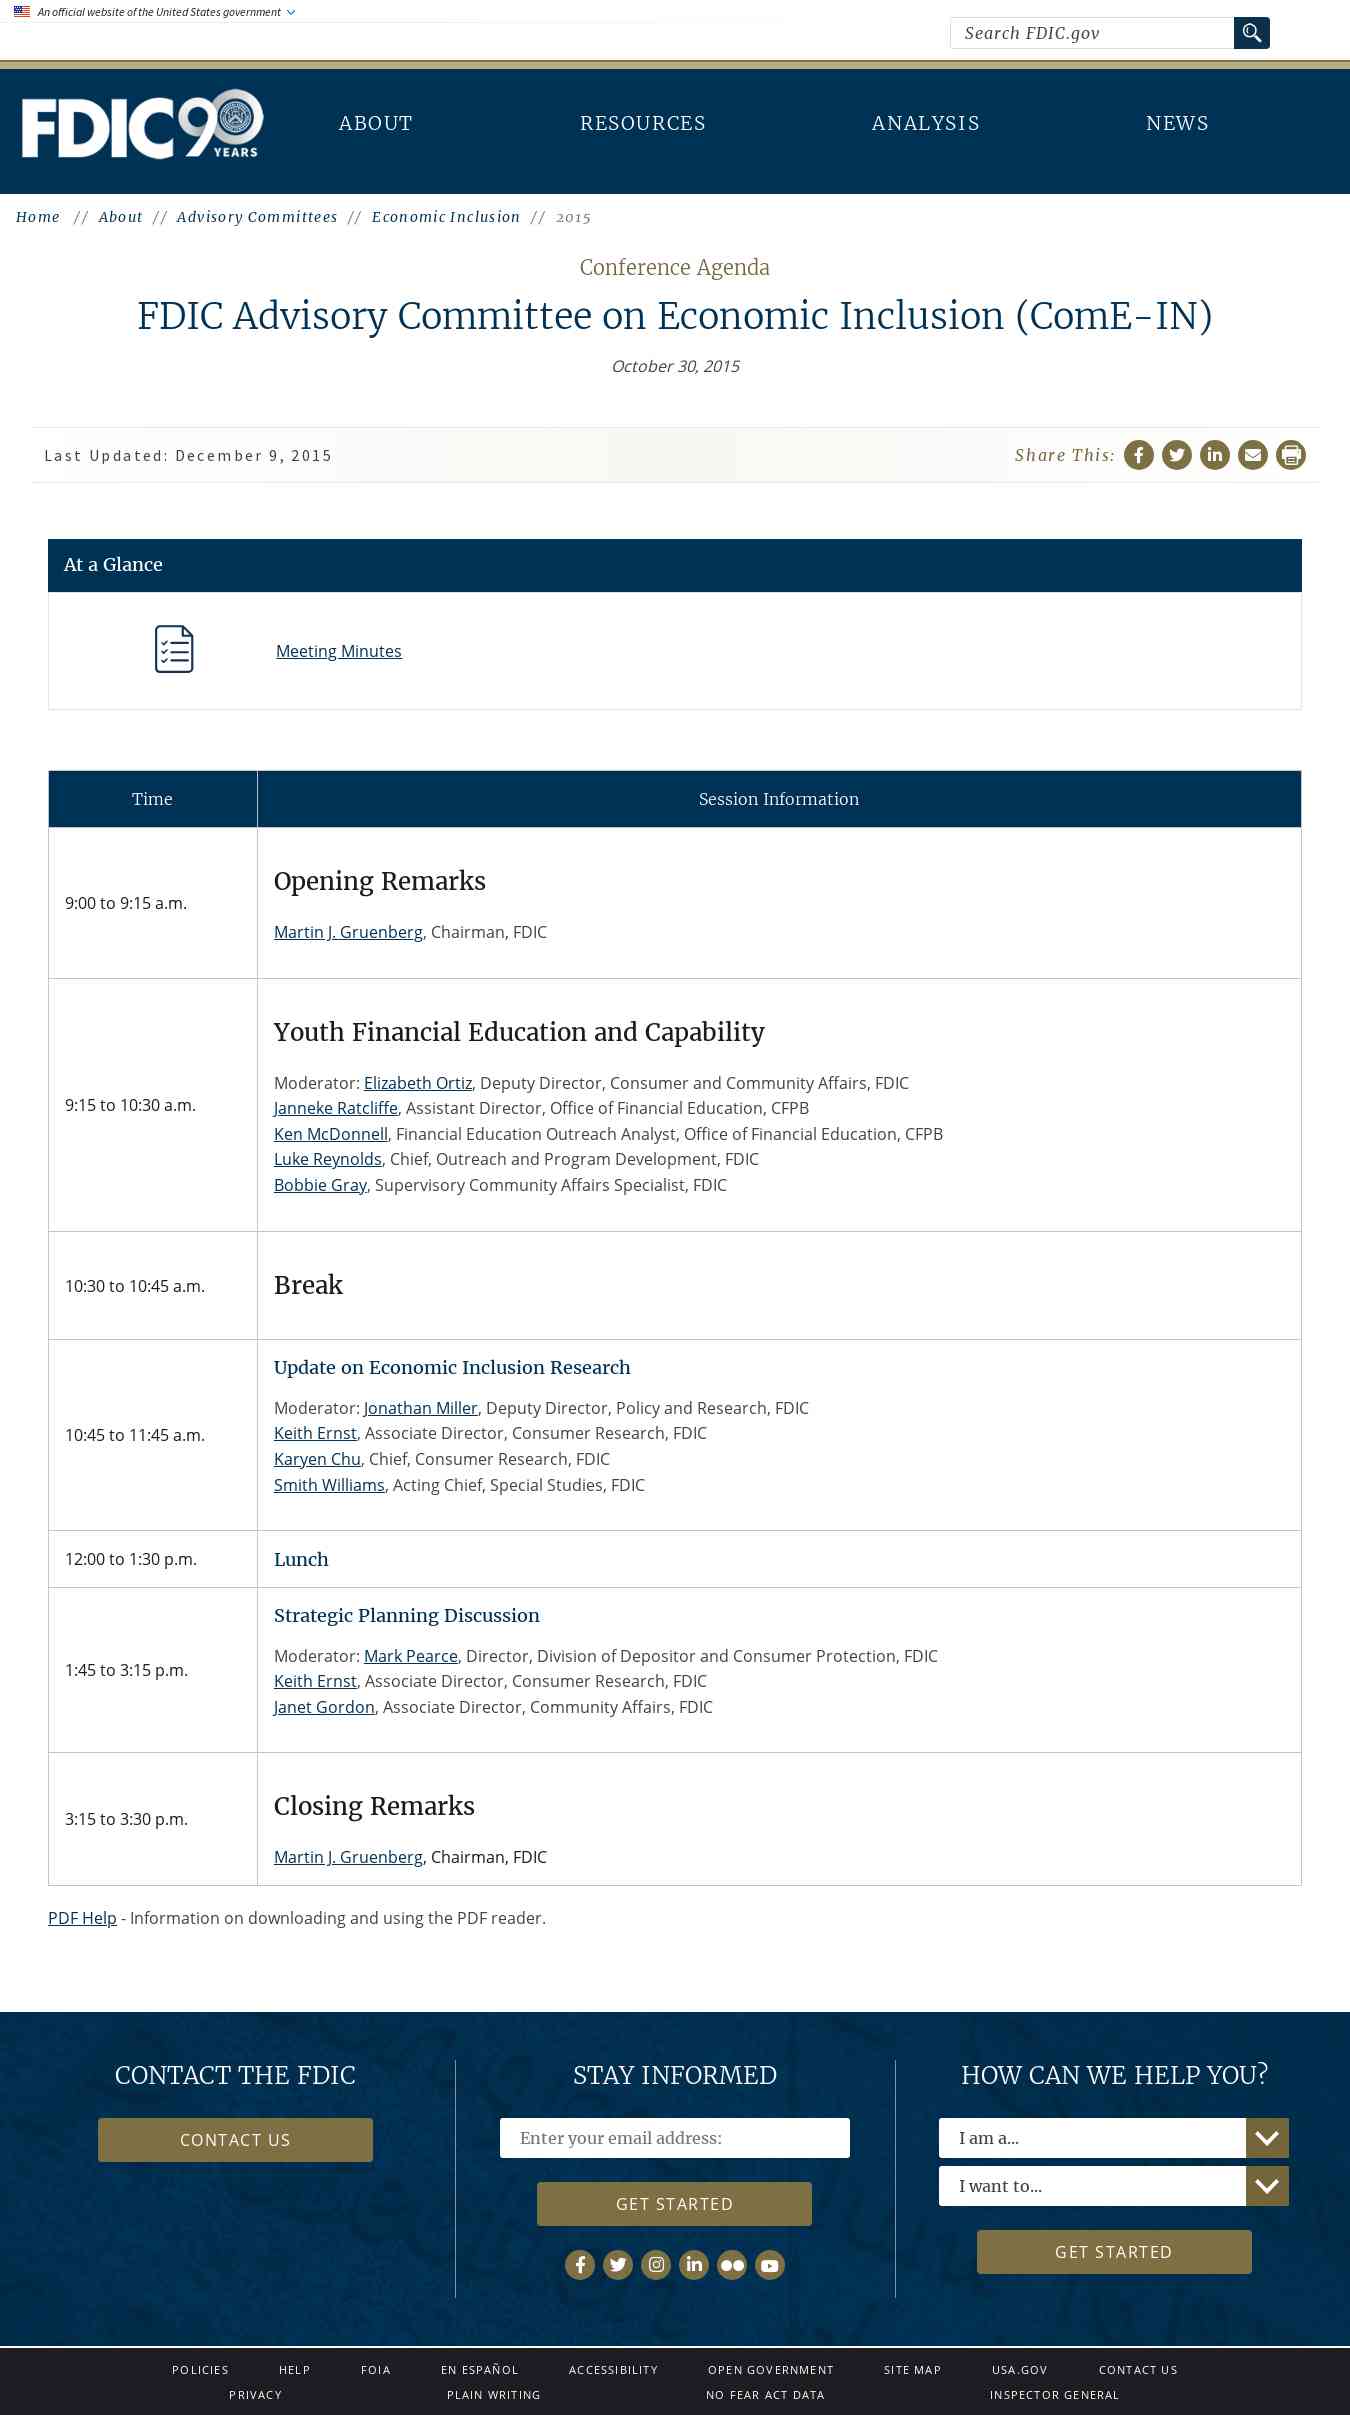 An official website of the United States government
Search FDIC.gov
FDIC 90 YEARS
ABOUT RESOURCES ANALYSIS NEWS
Home // About // Advisory Committees // Economic Inclusion // 2015
Conference Agenda
FDIC Advisory Committee on Economic Inclusion (ComE-IN)
October 30, 2015
Last Updated: December 9, 2015 Share This:
At a Glance
Meeting Minutes
Time Session Information
Opening Remarks
9:00 to 9:15 a.m.
Martin J. Gruenberg, Chairman, FDIC
Youth Financial Education and Capability
Moderator: Elizabeth Ortiz, Deputy Director, Consumer and Community Affairs, FDIC
9:15 to 10:30 a.m.
Janneke Ratcliffe, Assistant Director, Office of Financial Education, CFPB
Ken McDonnell, Financial Education Outreach Analyst, Office of Financial Education, CFPB
Luke Reynolds, Chief, Outreach and Program Development, FDIC
Bobbie Gray, Supervisory Community Affairs Specialist, FDIC
10:30 to 10:45 a.m. Break
Update on Economic Inclusion Research
Moderator: Jonathan Miller, Deputy Director, Policy and Research, FDIC
10:45 to 11:45 a.m.
Keith Ernst, Associate Director, Consumer Research, FDIC
Karyen Chu, Chief, Consumer Research, FDIC
Smith Williams, Acting Chief, Special Studies, FDIC
12:00 to 1:30 p.m. Lunch
Strategic Planning Discussion
Moderator: Mark Pearce, Director, Division of Depositor and Consumer Protection, FDIC
1:45 to 3:15 p.m.
Keith Ernst, Associate Director, Consumer Research, FDIC
Janet Gordon, Associate Director, Community Affairs, FDIC
Closing Remarks
3:15 to 3:30 p.m.
Martin J. Gruenberg, Chairman, FDIC
PDF Help - Information on downloading and using the PDF reader.
CONTACT THE FDIC
CONTACT US
STAY INFORMED
Enter your email address:
GET STARTED
HOW CAN WE HELP YOU?
I am a...
I want to...
GET STARTED
POLICIES HELP FOIA EN ESPAÑOL ACCESSIBILITY OPEN GOVERNMENT SITE MAP USA.GOV CONTACT US
PRIVACY PLAIN WRITING NO FEAR ACT DATA INSPECTOR GENERAL